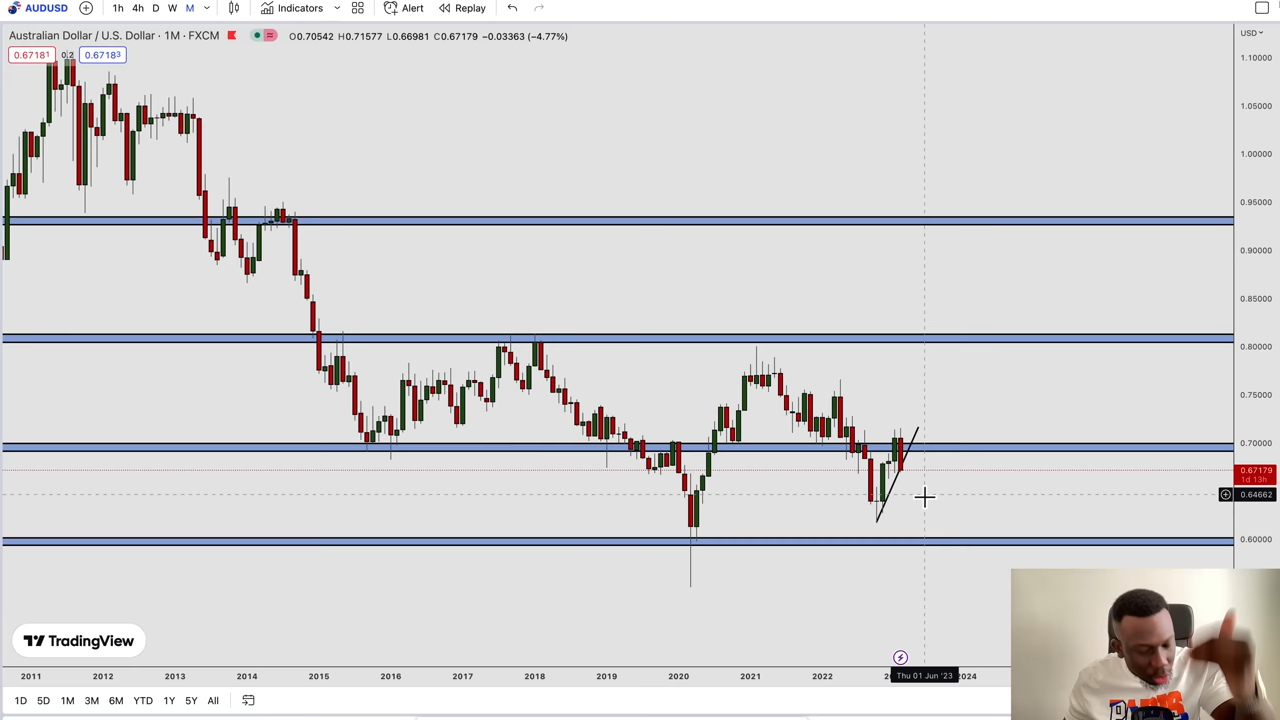 AUDUSD 1h 4h D W M Indicators Alert Replay
Australian Dollar / U.S. Dollar · 1M · FXCM O0.70542 H0.71577 L0.66981 C0.67179 -0.03363 (-4.77%)
USD
0.67181 0.2 0.67183
1.10000
1.05000
1.00000
0.95000
0.90000
0.85000
0.80000
0.75000
0.70000
0.67179
1d 13h
0.64662
0.60000
TradingView
2011 2012 2013 2014 2015 2016 2017 2018 2019 2020 2021 2022 Thu 01 Jun '23 2024
1D 5D 1M 3M 6M YTD 1Y 5Y All